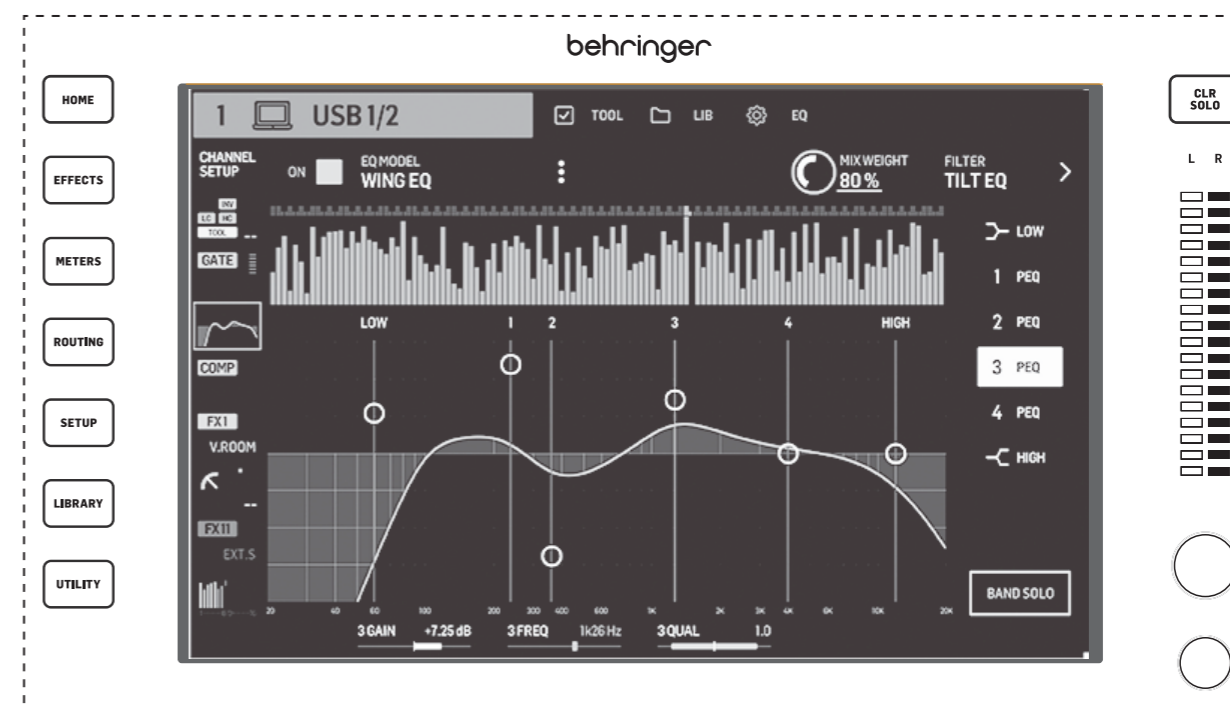 behringer
HOME
EFFECTS
METERS
ROUTING
SETUP
LIBRARY
UTILITY
1 USB 1/2
TOOL LIB EQ
CHANNEL
SETUP
ON
EQ MODEL
WING EQ
MIX WEIGHT
80 %
FILTER
TILT EQ
INV
LC HC
TOOL --
GATE
COMP
FX1
V.ROOM
--
FX11
EXT.S
LOW 1 2 3 4 HIGH
20 40 60 100 200 300 400 600 1K 2K 3K 4K 6K 10K 20K
3 GAIN +7.25 dB 3 FREQ 1k26 Hz 3 QUAL 1.0
LOW
1 PEQ
2 PEQ
3 PEQ
4 PEQ
HIGH
BAND SOLO
CLR
SOLO
L R